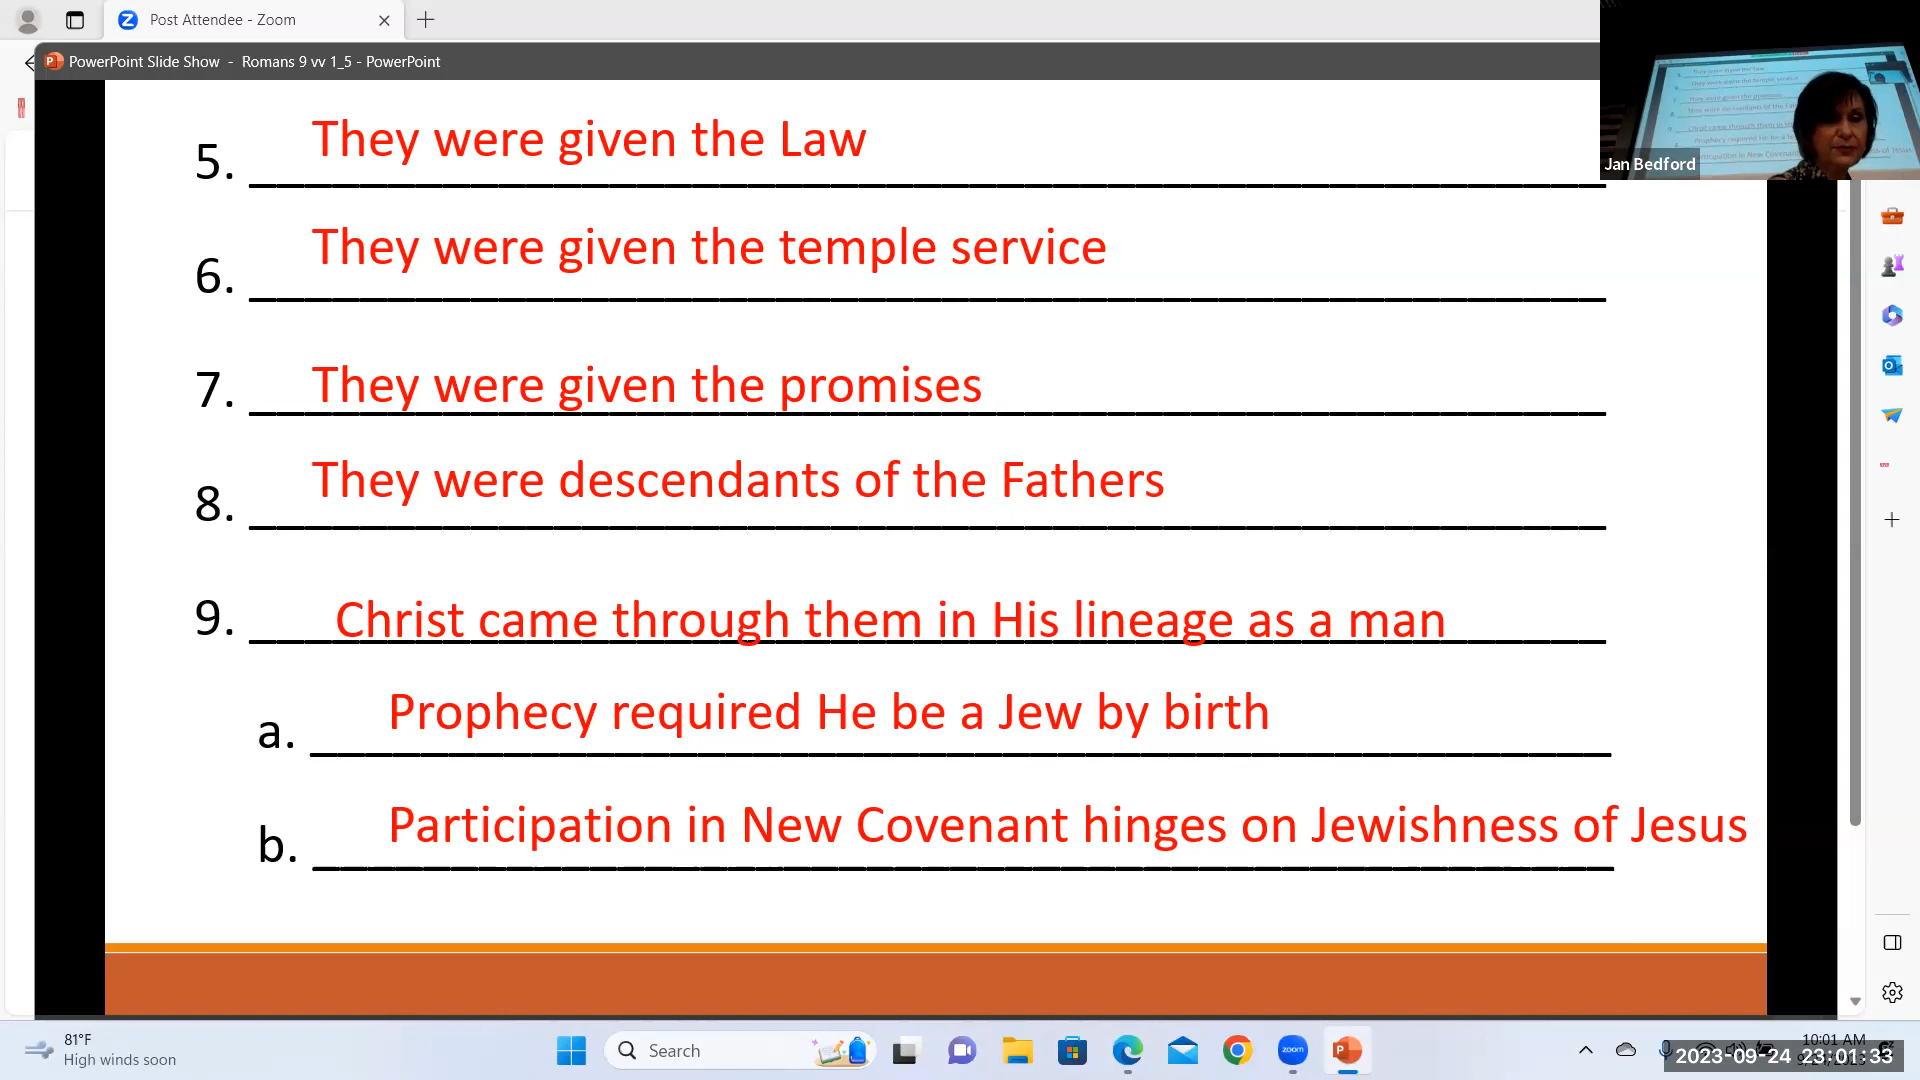 Post Attendee - Zoom
PowerPoint Slide Show - Romans 9 vv 1_5 - PowerPoint
Jan Bedford
5. They were given the Law
6. They were given the temple service
7. They were given the promises
8. They were descendants of the Fathers
9. Christ came through them in His lineage as a man
a. Prophecy required He be a Jew by birth
b. Participation in New Covenant hinges on Jewishness of Jesus
81°F
High winds soon
Search
zoom
10:01 AM
2023-09-24 23:01:33